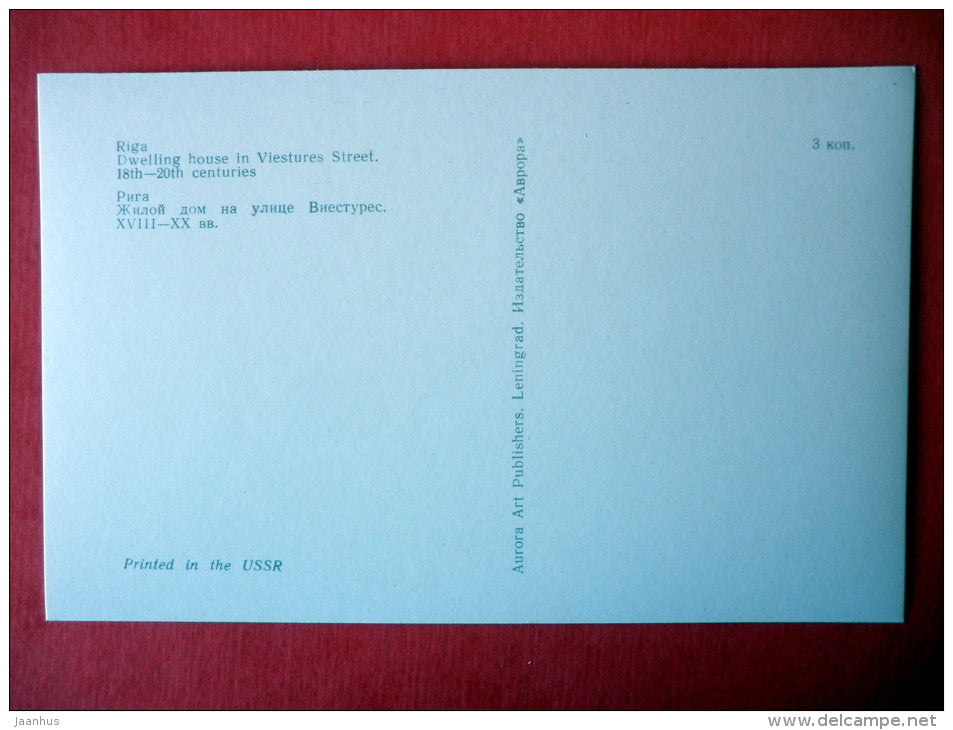 Riga
Dwelling house in Viestures Street.
18th—20th centuries
Рига
Жилой дом на улице Виестурес.
XVIII—XX вв.
Printed in the USSR
Aurora Art Publishers. Leningrad. Издательство «Аврора»
3 коп.
jaanhus
delcampe.net